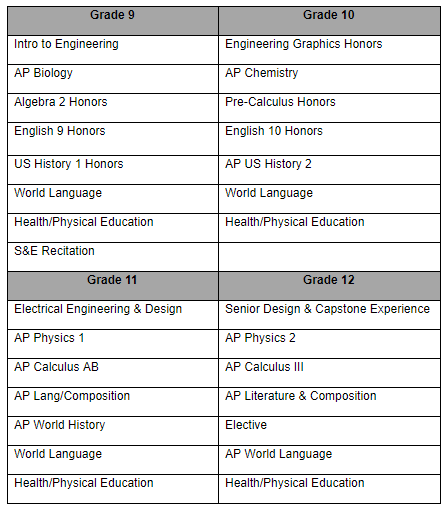 Grade 9 Grade 10
Intro to Engineering Engineering Graphics Honors
AP Biology AP Chemistry
Algebra 2 Honors Pre-Calculus Honors
English 9 Honors English 10 Honors
US History 1 Honors AP US History 2
World Language World Language
Health/Physical Education Health/Physical Education
S&E Recitation
Grade 11 Grade 12
Electrical Engineering & Design Senior Design & Capstone Experience
AP Physics 1 AP Physics 2
AP Calculus AB AP Calculus III
AP Lang/Composition AP Literature & Composition
AP World History Elective
World Language AP World Language
Health/Physical Education Health/Physical Education